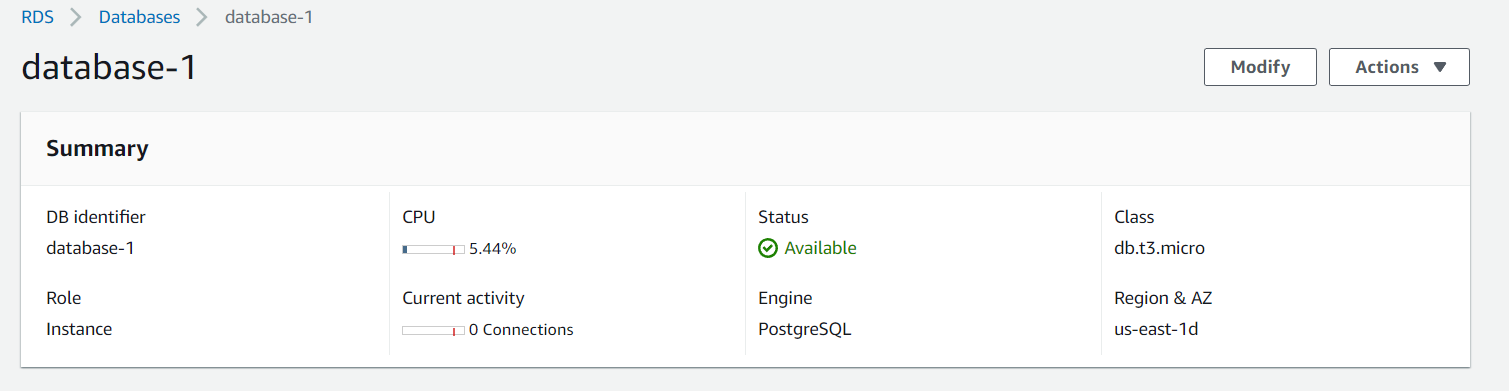 RDS > Databases > database-1
database-1
Modify
Actions
Summary
DB identifier
database-1
CPU
5.44%
Status
Available
Class
db.t3.micro
Role
Instance
Current activity
0 Connections
Engine
PostgreSQL
Region & AZ
us-east-1d